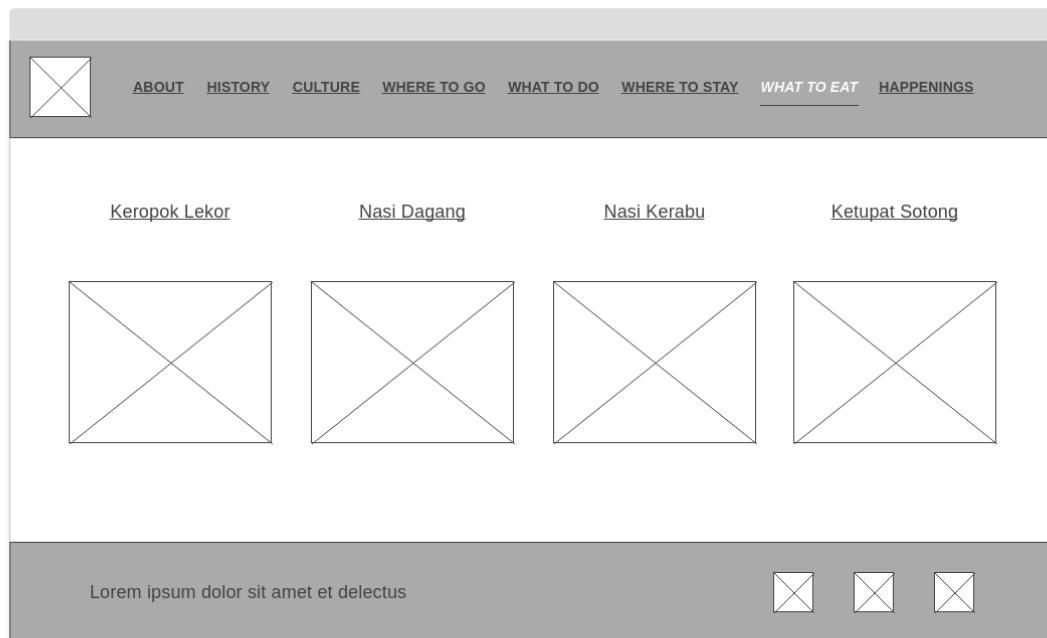 ABOUT HISTORY CULTURE WHERE TO GO WHAT TO DO WHERE TO STAY WHAT TO EAT HAPPENINGS
Keropok Lekor Nasi Dagang Nasi Kerabu Ketupat Sotong
Lorem ipsum dolor sit amet et delectus